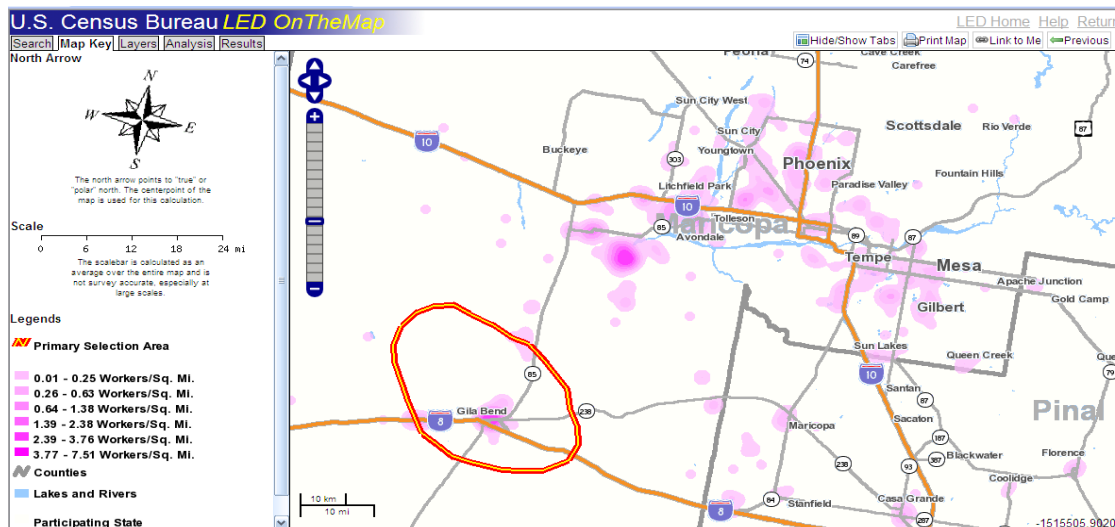 U.S. Census Bureau LED OnTheMap
LED Home Help Return
Search Map Key Layers Analysis Results
Hide/Show Tabs Print Map Link to Me Previous
North Arrow
N
W
E
S
The north arrow points to "true" or
"polar" north. The centerpoint of the
map is used for this calculation.
Scale
0 6 12 18 24 mi
The scalebar is calculated as an
average over the entire map and is
not survey accurate, especially at
large scales.
Legends
Primary Selection Area
0.01 - 0.25 Workers/Sq. Mi.
0.26 - 0.63 Workers/Sq. Mi.
0.64 - 1.38 Workers/Sq. Mi.
1.39 - 2.38 Workers/Sq. Mi.
2.39 - 3.76 Workers/Sq. Mi.
3.77 - 7.51 Workers/Sq. Mi.
Counties
Lakes and Rivers
Participating State
Peoria
Cave Creek
74
Carefree
Sun City West
Scottsdale
Rio Verde
87
Sun City
Buckeye
Youngtown
10
303
Phoenix
Fountain Hills
Litchfield Park
Paradise Valley
10
Maricopa
Tolleson
85
Avondale
89
87
Tempe
Mesa
Apache Junction
Gold Camp
Gilbert
Sun Lakes
Queen Creek
Que
10
79
85
Santan
87
Gila Bend
238
8
Sacaton
Pinal
Maricopa
187
Blackwater
387
Florence
238
93
Coolidge
84
Stanfield
Casa Grande
8
287
10 km
10 mi